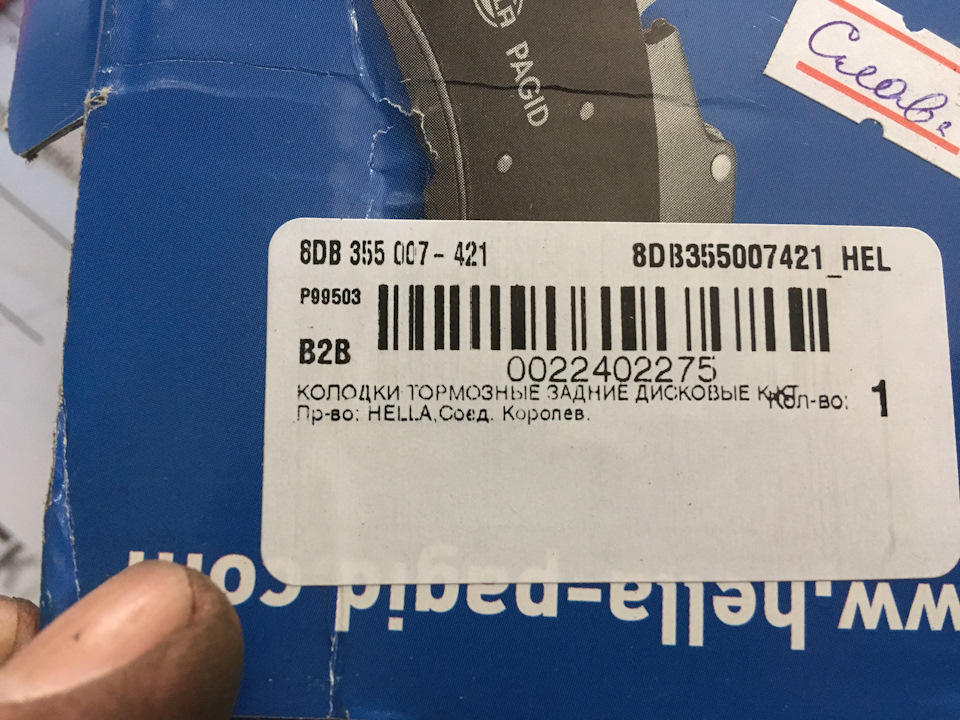 PAGID
8DB 355 007 - 421
8DB355007421_HEL
P99503
B2B
0022402275
КОЛОДКИ ТОРМОЗНЫЕ ЗАДНИЕ ДИСКОВЫЕ К-КТ
Кол-во: 1
Пр-во: HELLA,Соед. Королев.
www.hella-pagid.com